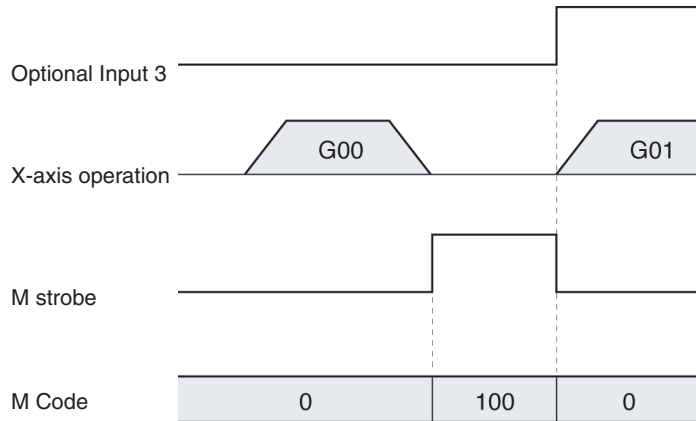 Optional Input 3
G00
G01
X-axis operation
M strobe
M Code
0
100
0